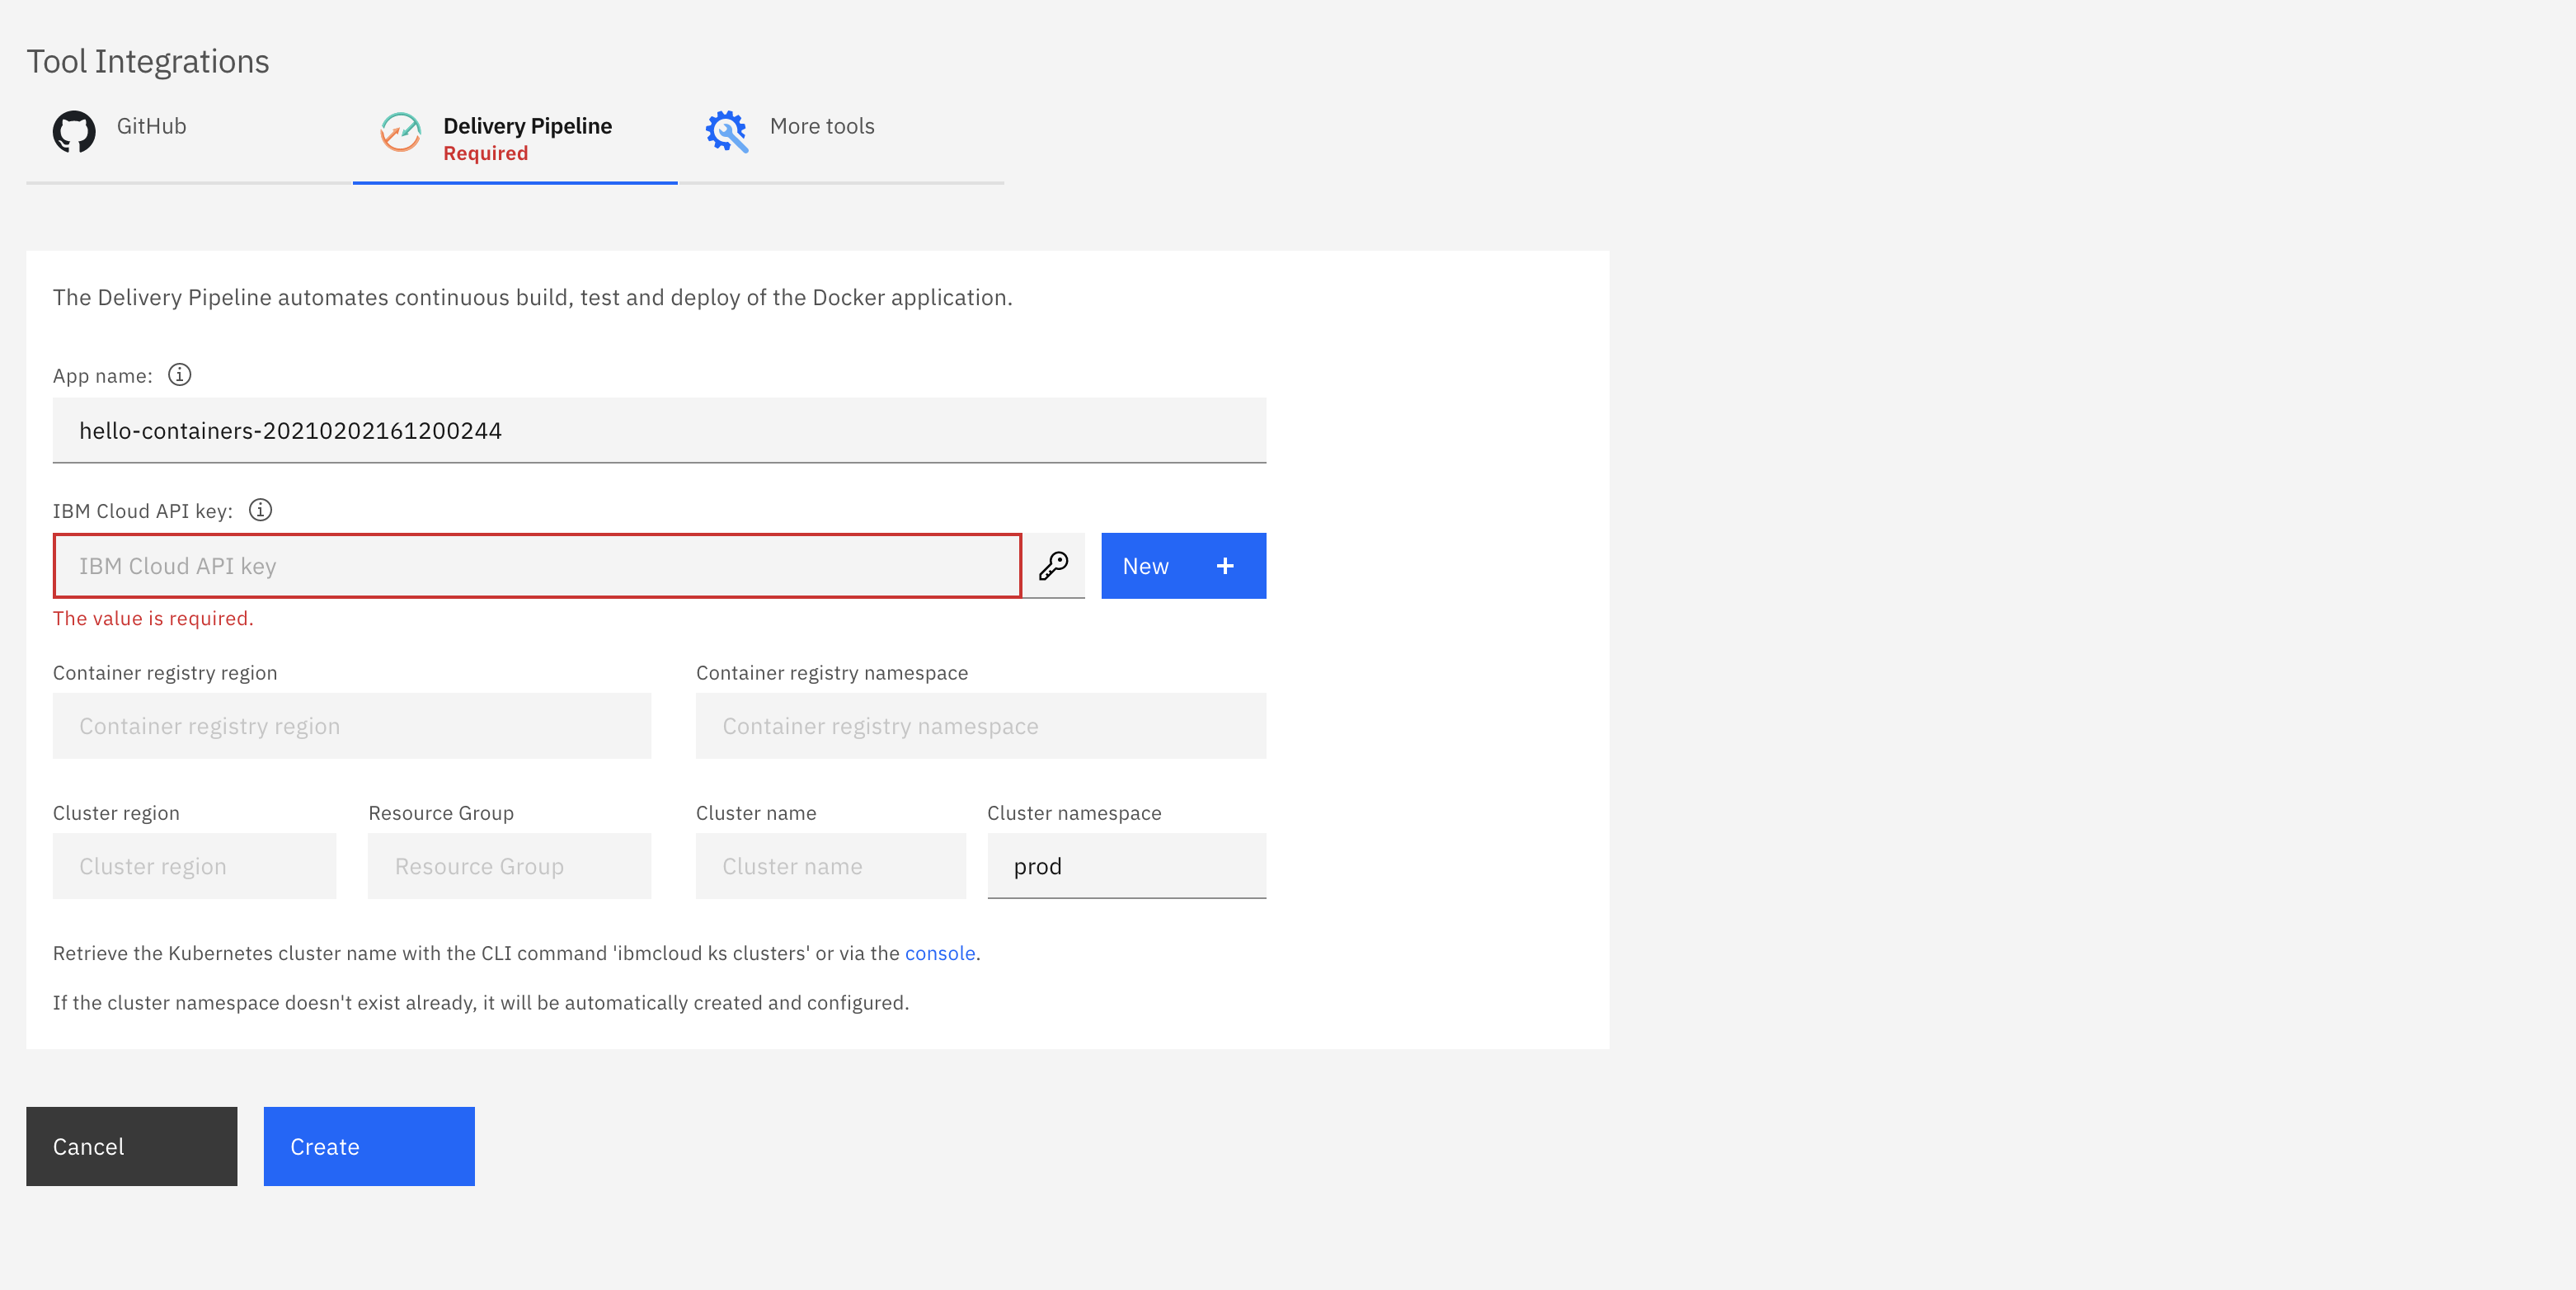 Tool Integrations
GitHub
Delivery Pipeline
Required
More tools
The Delivery Pipeline automates continuous build, test and deploy of the Docker application.
App name:
hello-containers-20210202161200244
IBM Cloud API key:
IBM Cloud API key
New +
The value is required.
Container registry region
Container registry namespace
Container registry region
Container registry namespace
Cluster region
Resource Group
Cluster name
Cluster namespace
Cluster region
Resource Group
Cluster name
prod
Retrieve the Kubernetes cluster name with the CLI command 'ibmcloud ks clusters' or via the console.
If the cluster namespace doesn't exist already, it will be automatically created and configured.
Cancel
Create